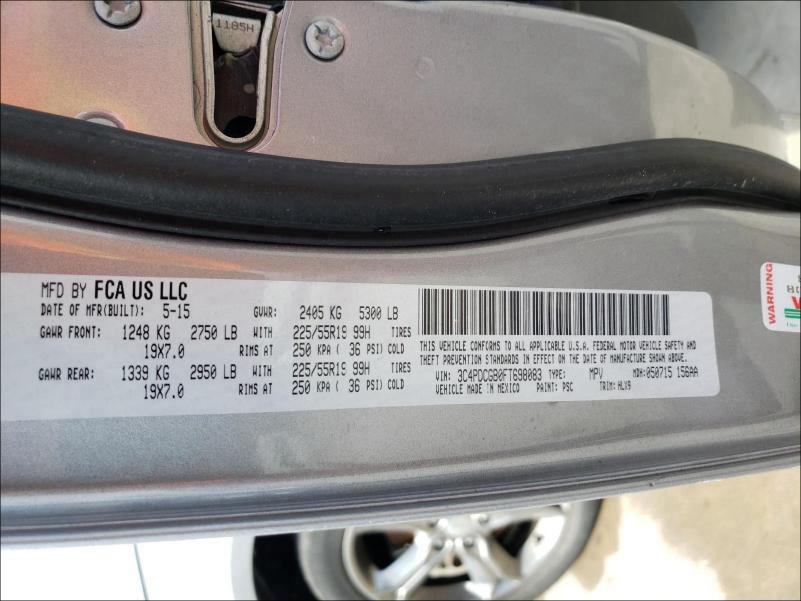 1185H
MFD BY FCA US LLC
DATE OF MFR(BUILT): 5-15 GVWR: 2405 KG 5300 LB
GAWR FRONT: 1248 KG 2750 LB WITH 225/55R19 99H TIRES
19X7.0 RIMS AT 250 KPA ( 36 PSI) COLD
GAWR REAR: 1339 KG 2950 LB WITH 225/55R19 99H TIRES
19X7.0 RIMS AT 250 KPA ( 36 PSI) COLD
THIS VEHICLE CONFORMS TO ALL APPLICABLE U.S.A. FEDERAL MOTOR VEHICLE SAFETY AND
THEFT PREVENTION STANDARDS IN EFFECT ON THE DATE OF MANUFACTURE SHOWN ABOVE.
VIN: 3C4PDCGB0FT698083 TYPE: MPV MDH: 050715 156AA
VEHICLE MADE IN MEXICO PAINT: PSC TRIM: HLX9
WARNING